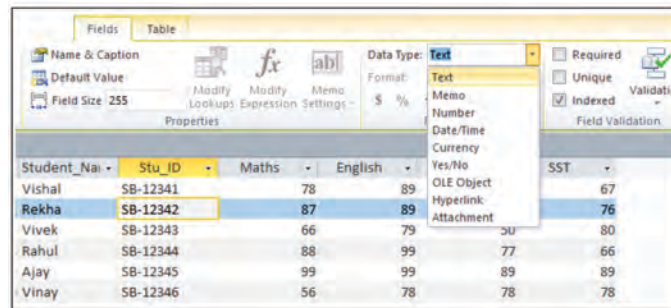 Fields Table
Name & Caption
Default Value
Field Size 255
Modify Lookups
fx
Modify Expression
ab|
Memo Settings
Properties
Data Type: Text
Format:
$ %
Text
Memo
Number
Date/Time
Currency
Yes/No
OLE Object
Hyperlink
Attachment
Required
Unique
Indexed
Field Validation
Student_Na Stu_ID Maths English SST
Vishal SB-12341 78 89 67
Rekha SB-12342 87 89 76
Vivek SB-12343 66 79 50 80
Rahul SB-12344 88 99 77 66
Ajay SB-12345 99 99 89 89
Vinay SB-12346 56 78 78 78